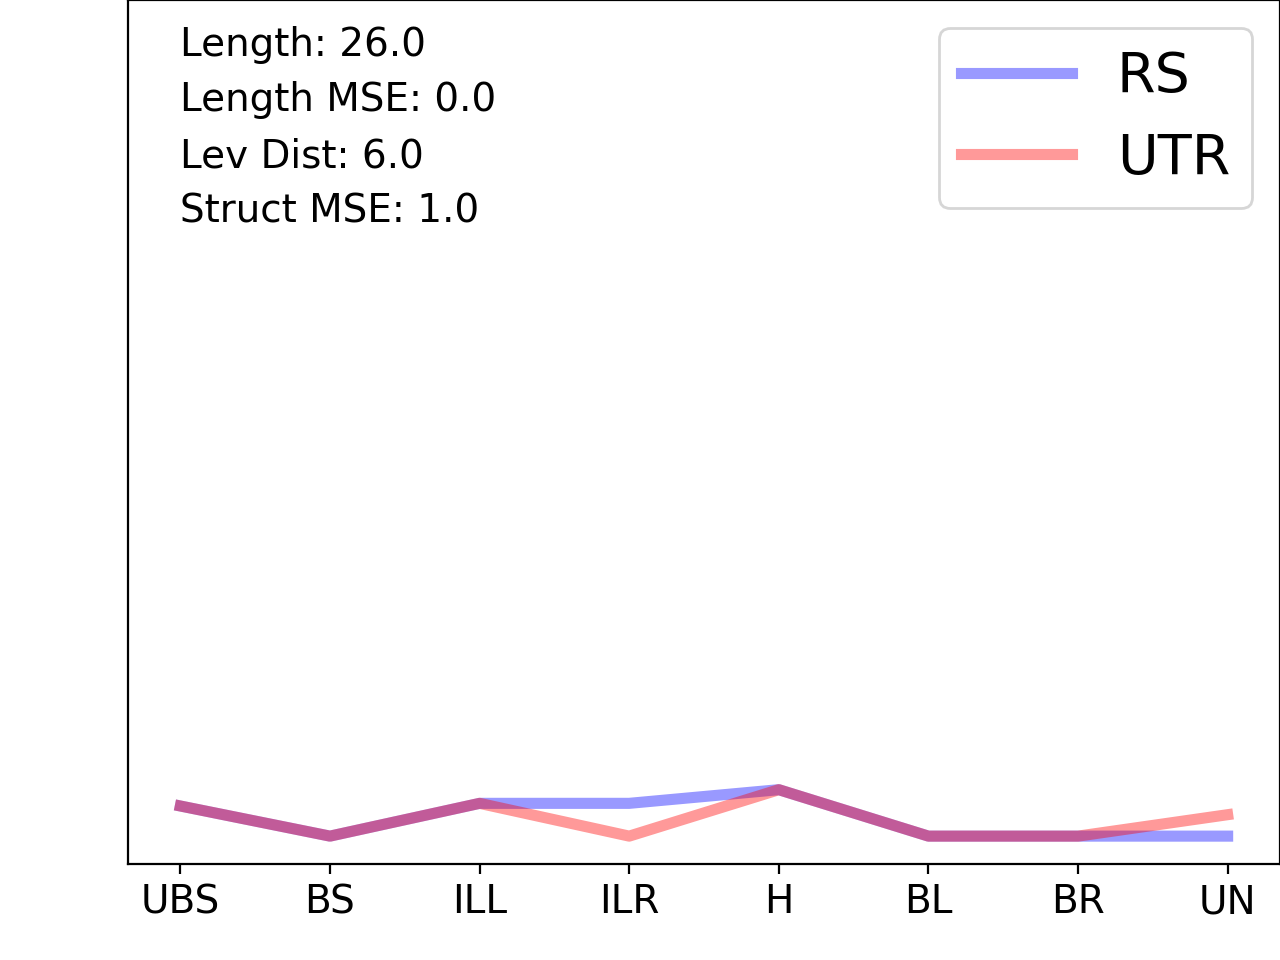 Length: 26.0
Length MSE: 0.0
Lev Dist: 6.0
Struct MSE: 1.0
RS
UTR
UBS BS ILL ILR H BL BR UN